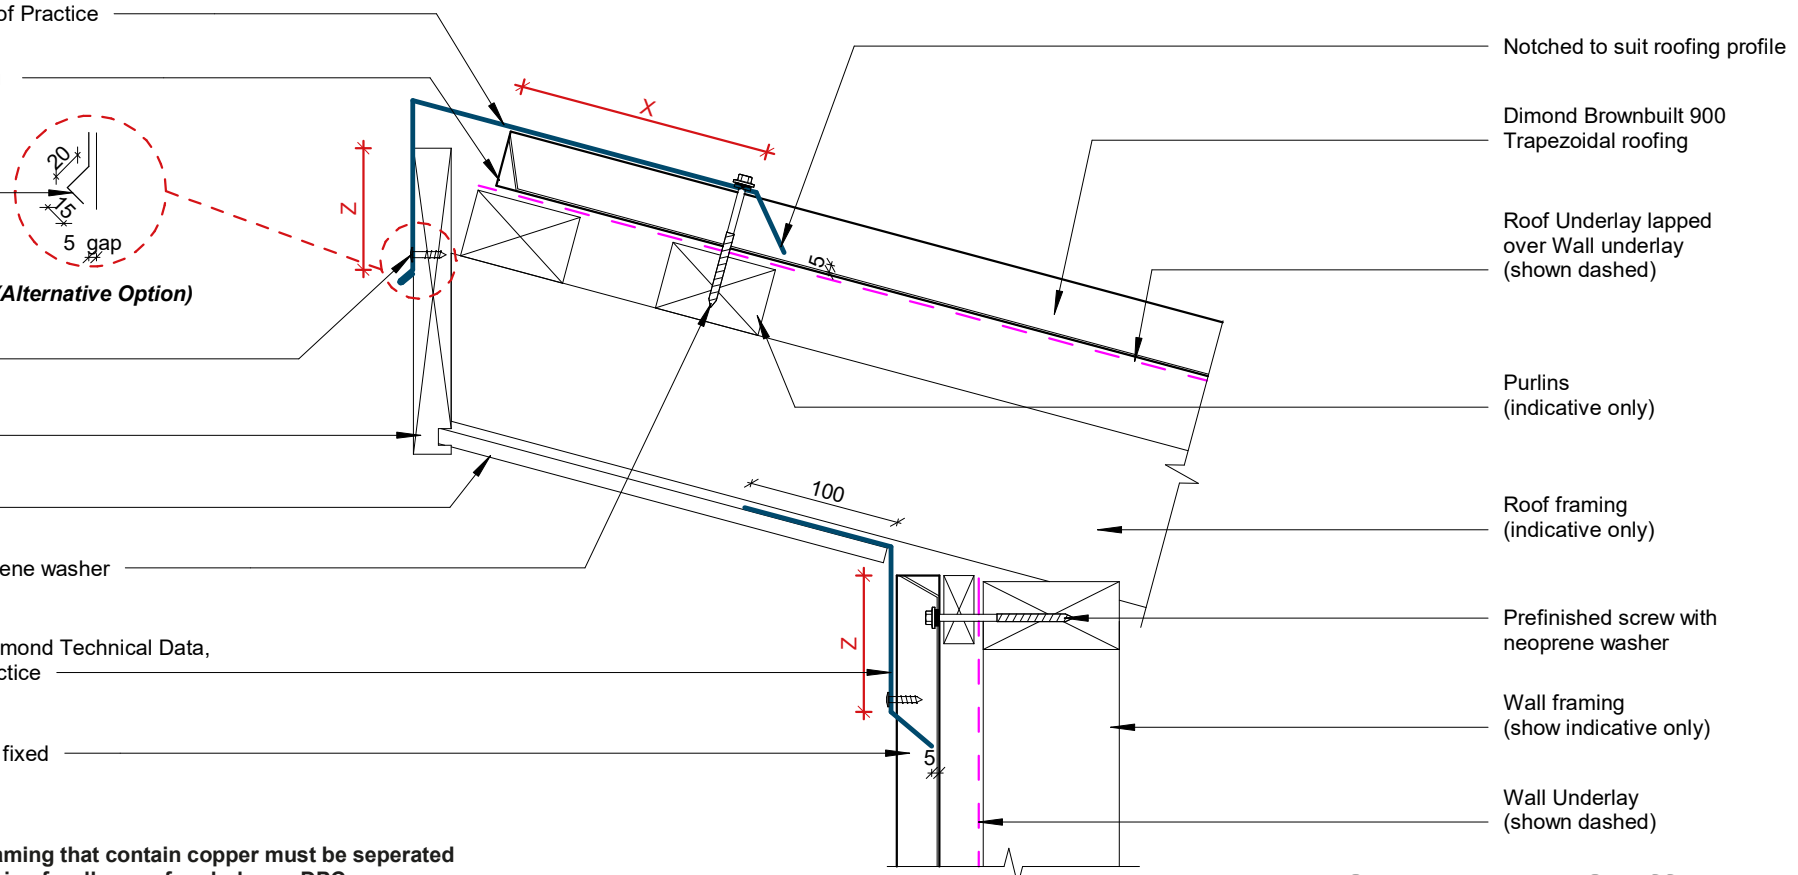 of Practice
Notched to suit roofing profile
X
Dimond Brownbuilt 900
Trapezoidal roofing
20
15
5 gap
Z
Roof Underlay lapped
over Wall underlay
(shown dashed)
5
(Alternative Option)
Purlins
(indicative only)
100
Roof framing
(indicative only)
ene washer
Z
Prefinished screw with
neoprene washer
mond Technical Data,
ctice
Wall framing
(show indicative only)
fixed
5
Wall Underlay
(shown dashed)
aming that contain copper must be seperated